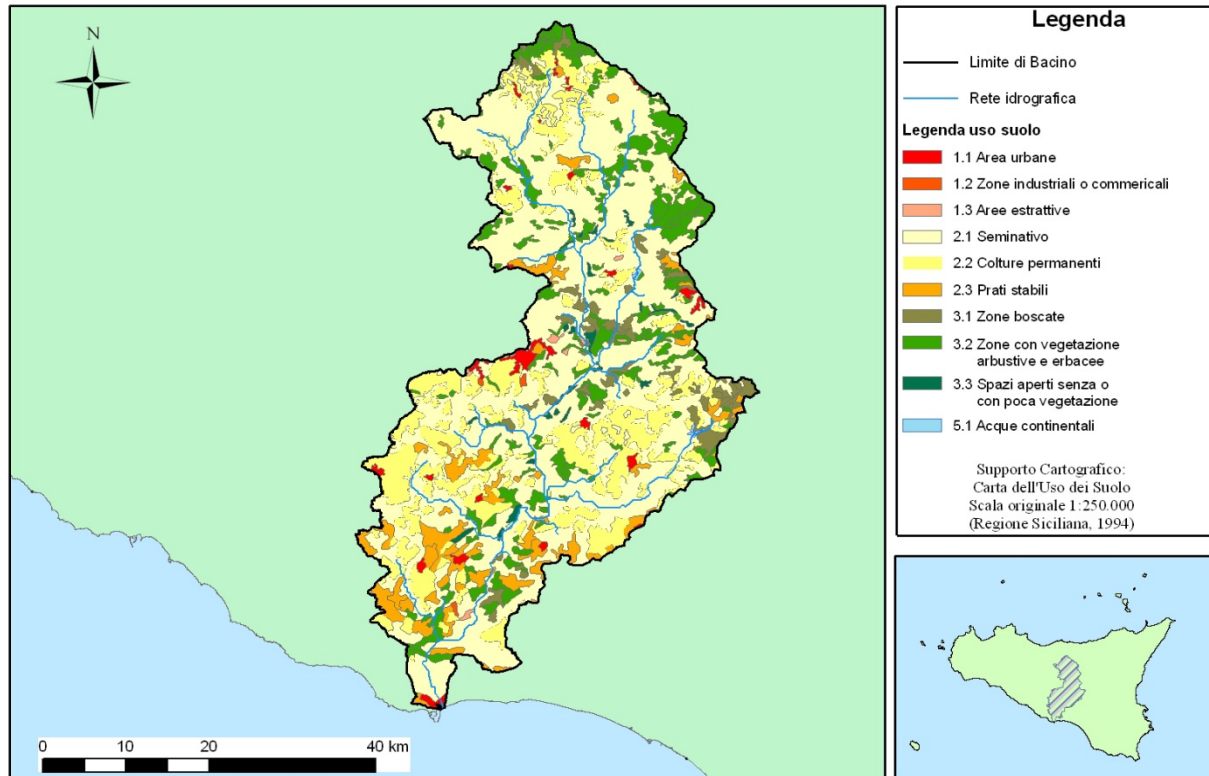 N
0 10 20 40 km
Legenda
Limite di Bacino
Rete idrografica
Legenda uso suolo
1.1 Area urbane
1.2 Zone industriali o commericali
1.3 Aree estrattive
2.1 Seminativo
2.2 Colture permanenti
2.3 Prati stabili
3.1 Zone boscate
3.2 Zone con vegetazione
arbustive e erbacee
3.3 Spazi aperti senza o
con poca vegetazione
5.1 Acque continentali
Supporto Cartografico:
Carta dell'Uso dei Suolo
Scala originale 1:250.000
(Regione Siciliana, 1994)